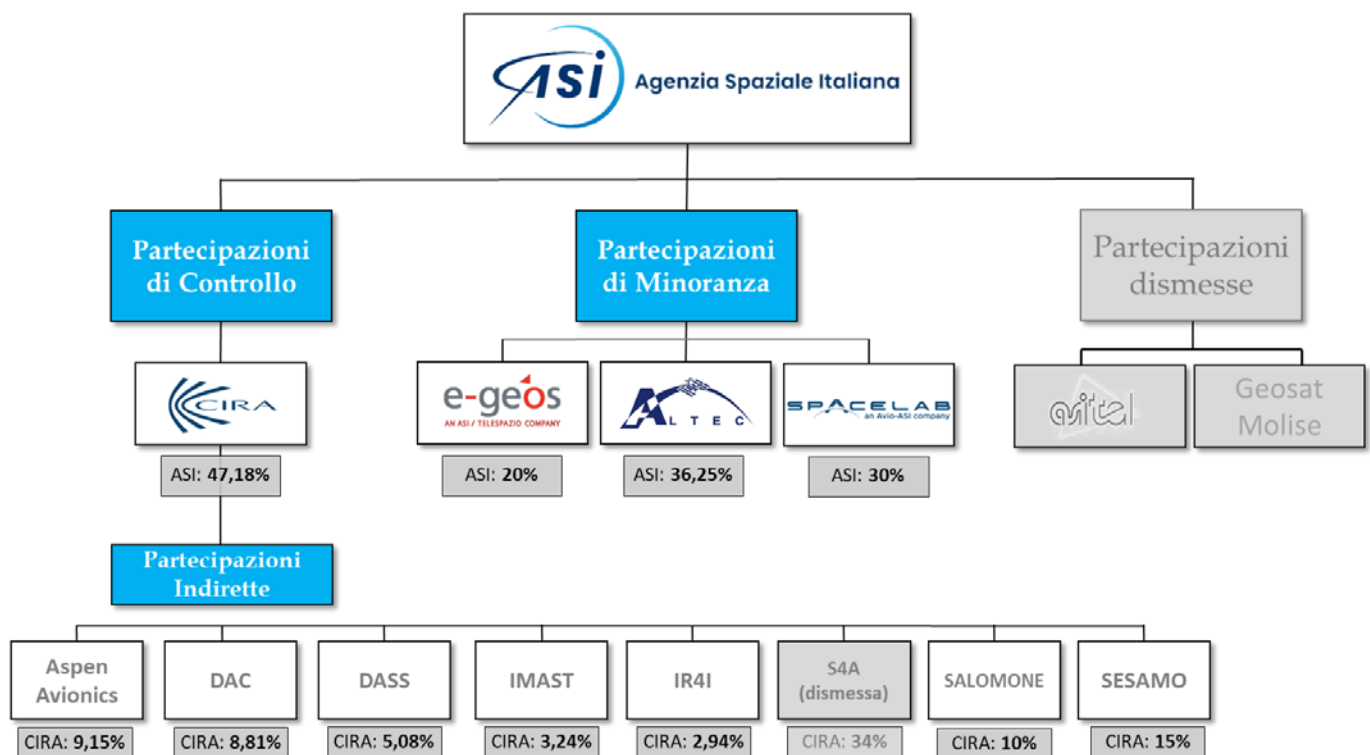 ASI Agenzia Spaziale Italiana
Partecipazioni
di Controllo
Partecipazioni
di Minoranza
Partecipazioni
dismesse
CIRA
e-geos
AN ASI / TELESPAZIO COMPANY
ALTEC
SPACELAB
an Avio-ASI company
asitel
Geosat
Molise
ASI: 47,18%
ASI: 20%
ASI: 36,25%
ASI: 30%
Partecipazioni
Indirette
Aspen
Avionics
DAC
DASS
IMAST
IR4I
S4A
(dismessa)
SALOMONE
SESAMO
CIRA: 9,15%
CIRA: 8,81%
CIRA: 5,08%
CIRA: 3,24%
CIRA: 2,94%
CIRA: 34%
CIRA: 10%
CIRA: 15%